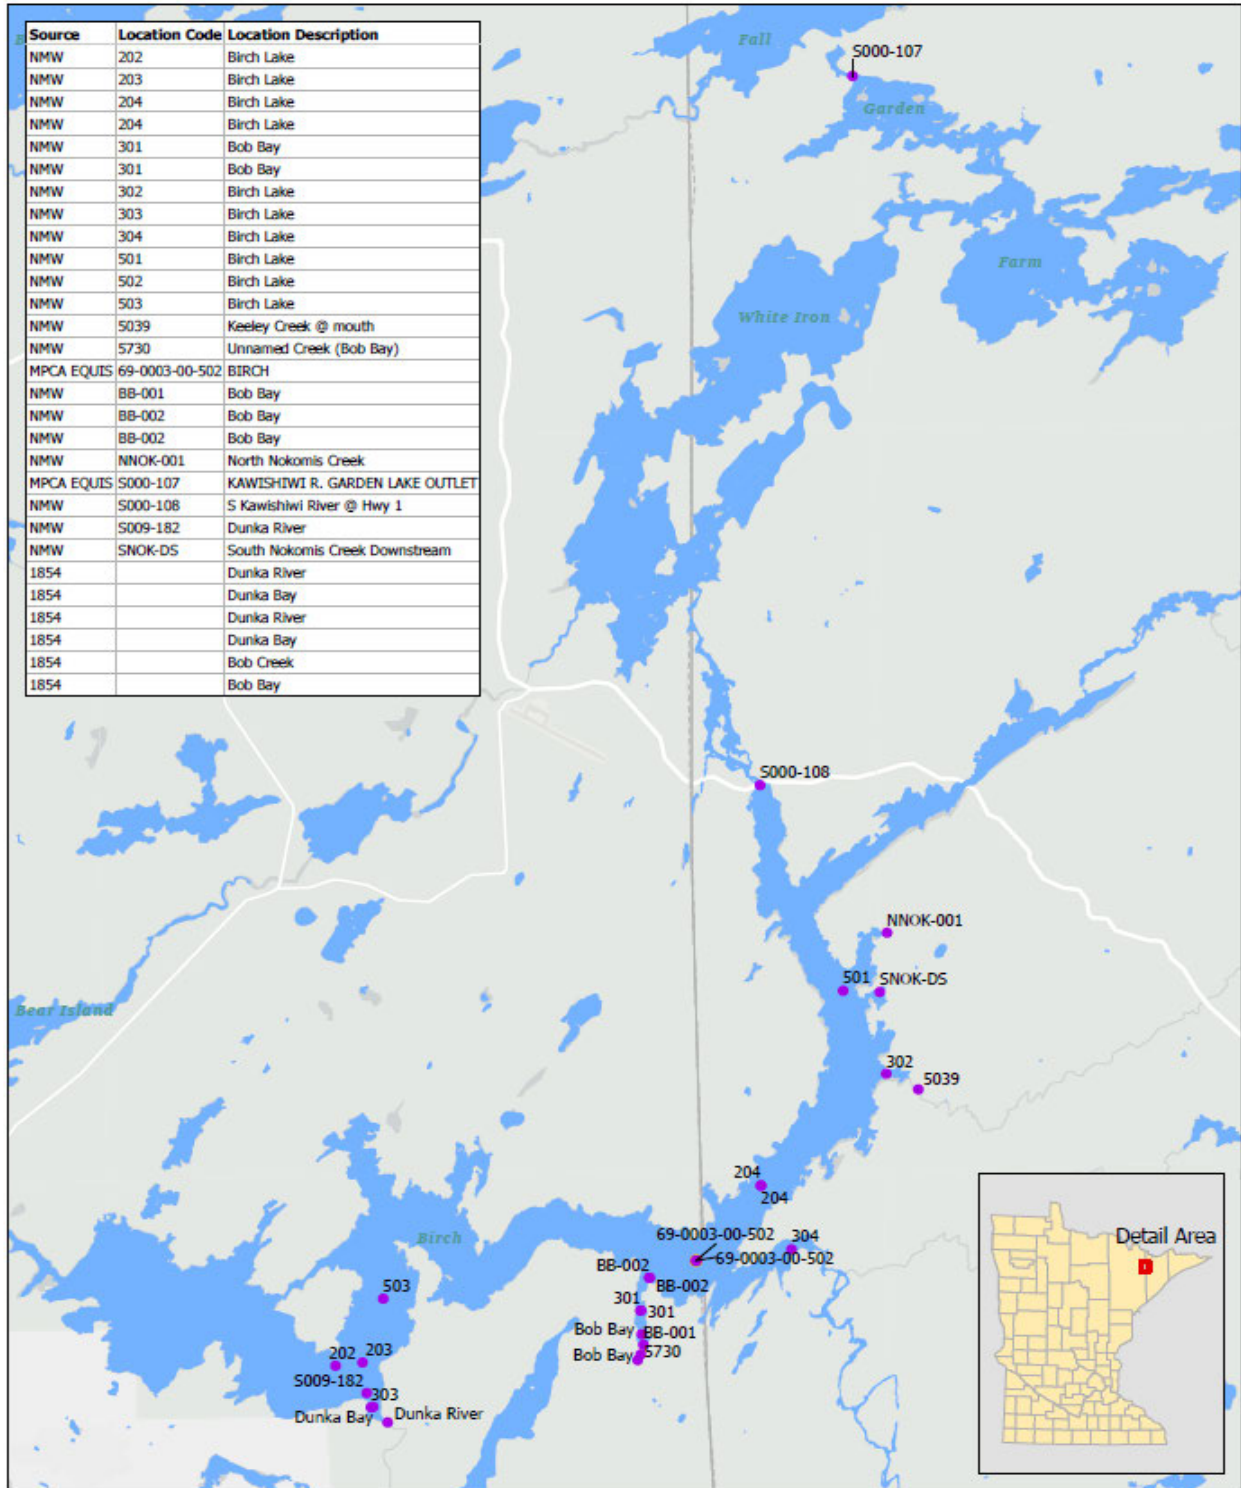 Source Location Code Location Description
NMW 202 Birch Lake
NMW 203 Birch Lake
NMW 204 Birch Lake
NMW 204 Birch Lake
NMW 301 Bob Bay
NMW 301 Bob Bay
NMW 302 Birch Lake
NMW 303 Birch Lake
NMW 304 Birch Lake
NMW 501 Birch Lake
NMW 502 Birch Lake
NMW 503 Birch Lake
NMW 5039 Keeley Creek @ mouth
NMW 5730 Unnamed Creek (Bob Bay)
MPCA EQUIS 69-0003-00-502 BIRCH
NMW BB-001 Bob Bay
NMW BB-002 Bob Bay
NMW BB-002 Bob Bay
NMW NNOK-001 North Nokomis Creek
MPCA EQUIS S000-107 KAWISHIWI R. GARDEN LAKE OUTLET
NMW S000-108 S Kawishiwi River @ Hwy 1
NMW S009-182 Dunka River
NMW SNOK-DS South Nokomis Creek Downstream
1854 Dunka River
1854 Dunka Bay
1854 Dunka River
1854 Dunka Bay
1854 Bob Creek
1854 Bob Bay
Fall
S000-107
Garden
Farm
White Iron
S000-108
NNOK-001
501
SNOK-DS
Bear Island
302
5039
204
204
69-0003-00-502
304
69-0003-00-502
Birch
BB-002
BB-002
503
301
301
Bob Bay
BB-001
5730
Bob Bay
202
203
S009-182
303
Dunka Bay
Dunka River
Detail Area